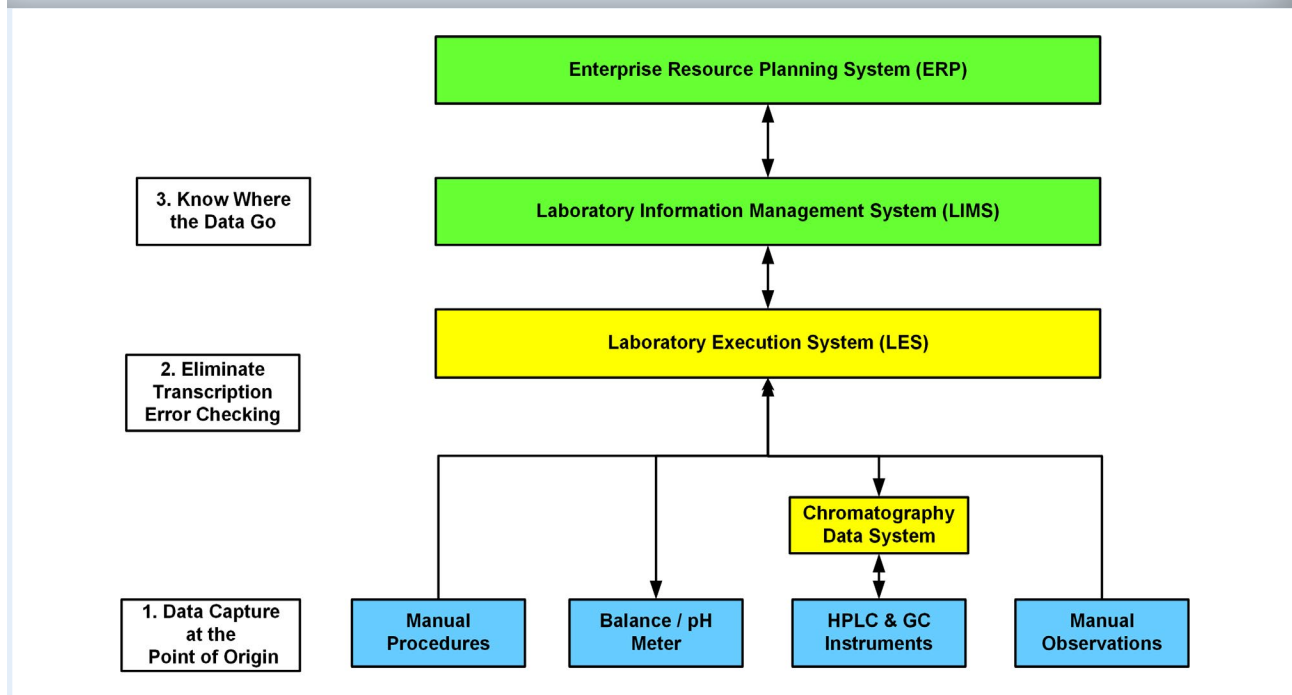 Enterprise Resource Planning System (ERP)
3. Know Where
the Data Go
Laboratory Information Management System (LIMS)
Laboratory Execution System (LES)
2. Eliminate
Transcription
Error Checking
Chromatography
Data System
1. Data Capture
at the
Point of Origin
Manual
Procedures
Balance / pH
Meter
HPLC & GC
Instruments
Manual
Observations